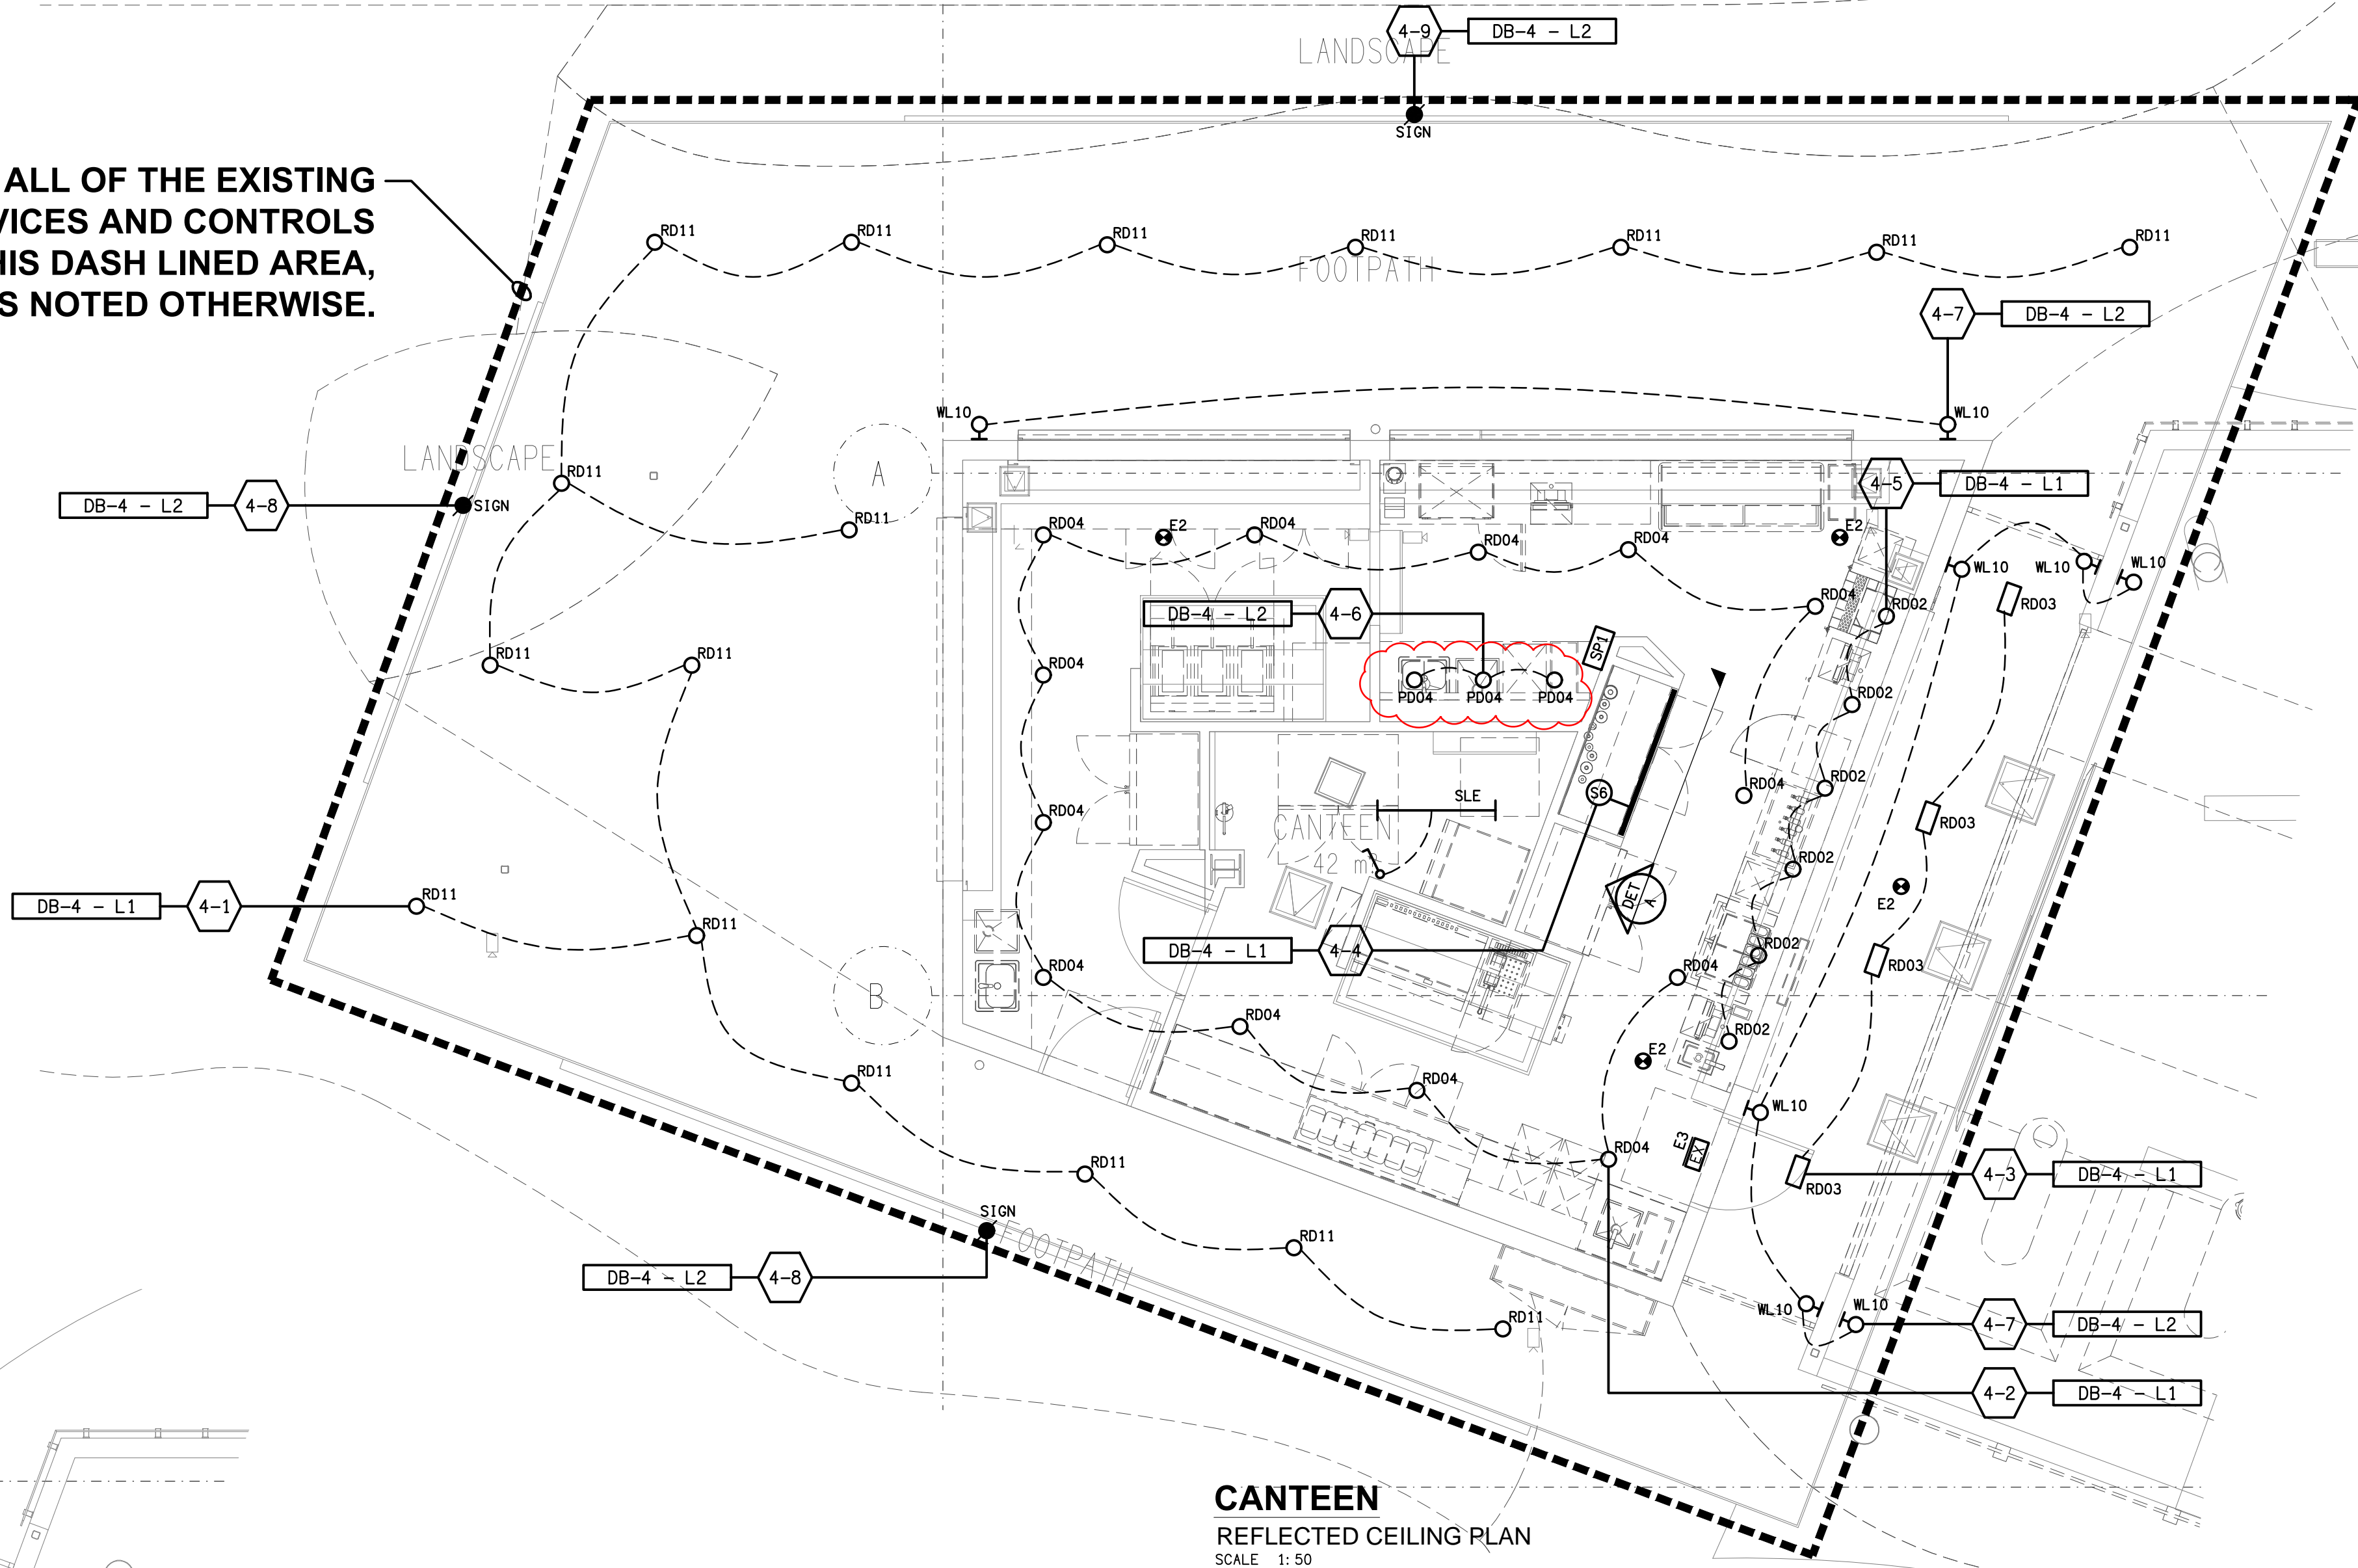 4-9
DB-4 - L2
LANDSCAPE
SIGN
ALL OF THE EXISTING
VICES AND CONTROLS
HIS DASH LINED AREA,
S NOTED OTHERWISE.
RD11
RD11
RD11
RD11
RD11
RD11
RD11
FOOTPATH
4-7
DB-4 - L2
WL10
WL10
LANDSCAPE
RD11
A
4-5
DB-4 - L1
DB-4 - L2
4-8
SIGN
RD11
RD04
E2
RD04
RD04
RD04
E2
WL10
WL10
WL10
DB-4 - L2
4-6
RD04
RD02
RD03
RD11
RD11
RD04
SP1
PD04
PD04
PD04
RD02
RD04
RD02
SLE
S6
RD04
CANTEEN
42 m²
RD03
RD02
DET
A
E2
DB-4 - L1
4-1
RD11
RD11
DB-4 - L1
4-4
RD02
RD03
RD04
RD04
B
RD04
RD02
E2
RD11
RD04
WL10
E3
EX
RD04
RD11
4-3
DB-4 - L1
RD03
SIGN
FOOTPATH
RD11
DB-4 - L2
4-8
WL10
WL10
4-7
DB-4 - L2
RD11
4-2
DB-4 - L1
CANTEEN
REFLECTED CEILING PLAN
SCALE 1:50